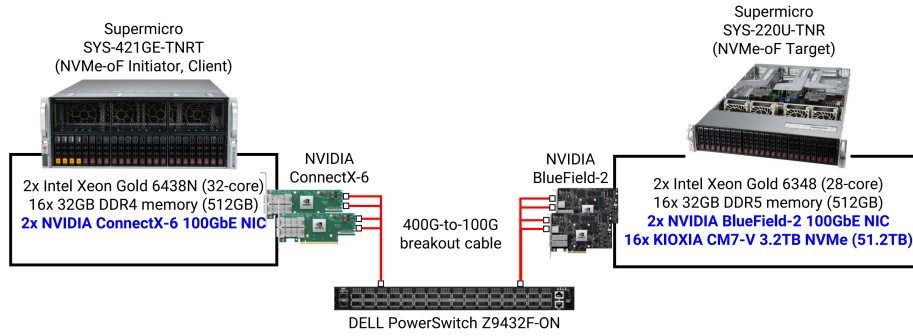 Supermicro
SYS-421GE-TNRT
(NVMe-oF Initiator, Client)
Supermicro
SYS-220U-TNR
(NVMe-oF Target)
NVIDIA
ConnectX-6
NVIDIA
BlueField-2
2x Intel Xeon Gold 6438N (32-core)
16x 32GB DDR4 memory (512GB)
2x NVIDIA ConnectX-6 100GbE NIC
400G-to-100G
breakout cable
2x Intel Xeon Gold 6348 (28-core)
16x 32GB DDR5 memory (512GB)
2x NVIDIA BlueField-2 100GbE NIC
16x KIOXIA CM7-V 3.2TB NVMe (51.2TB)
DELL PowerSwitch Z9432F-ON